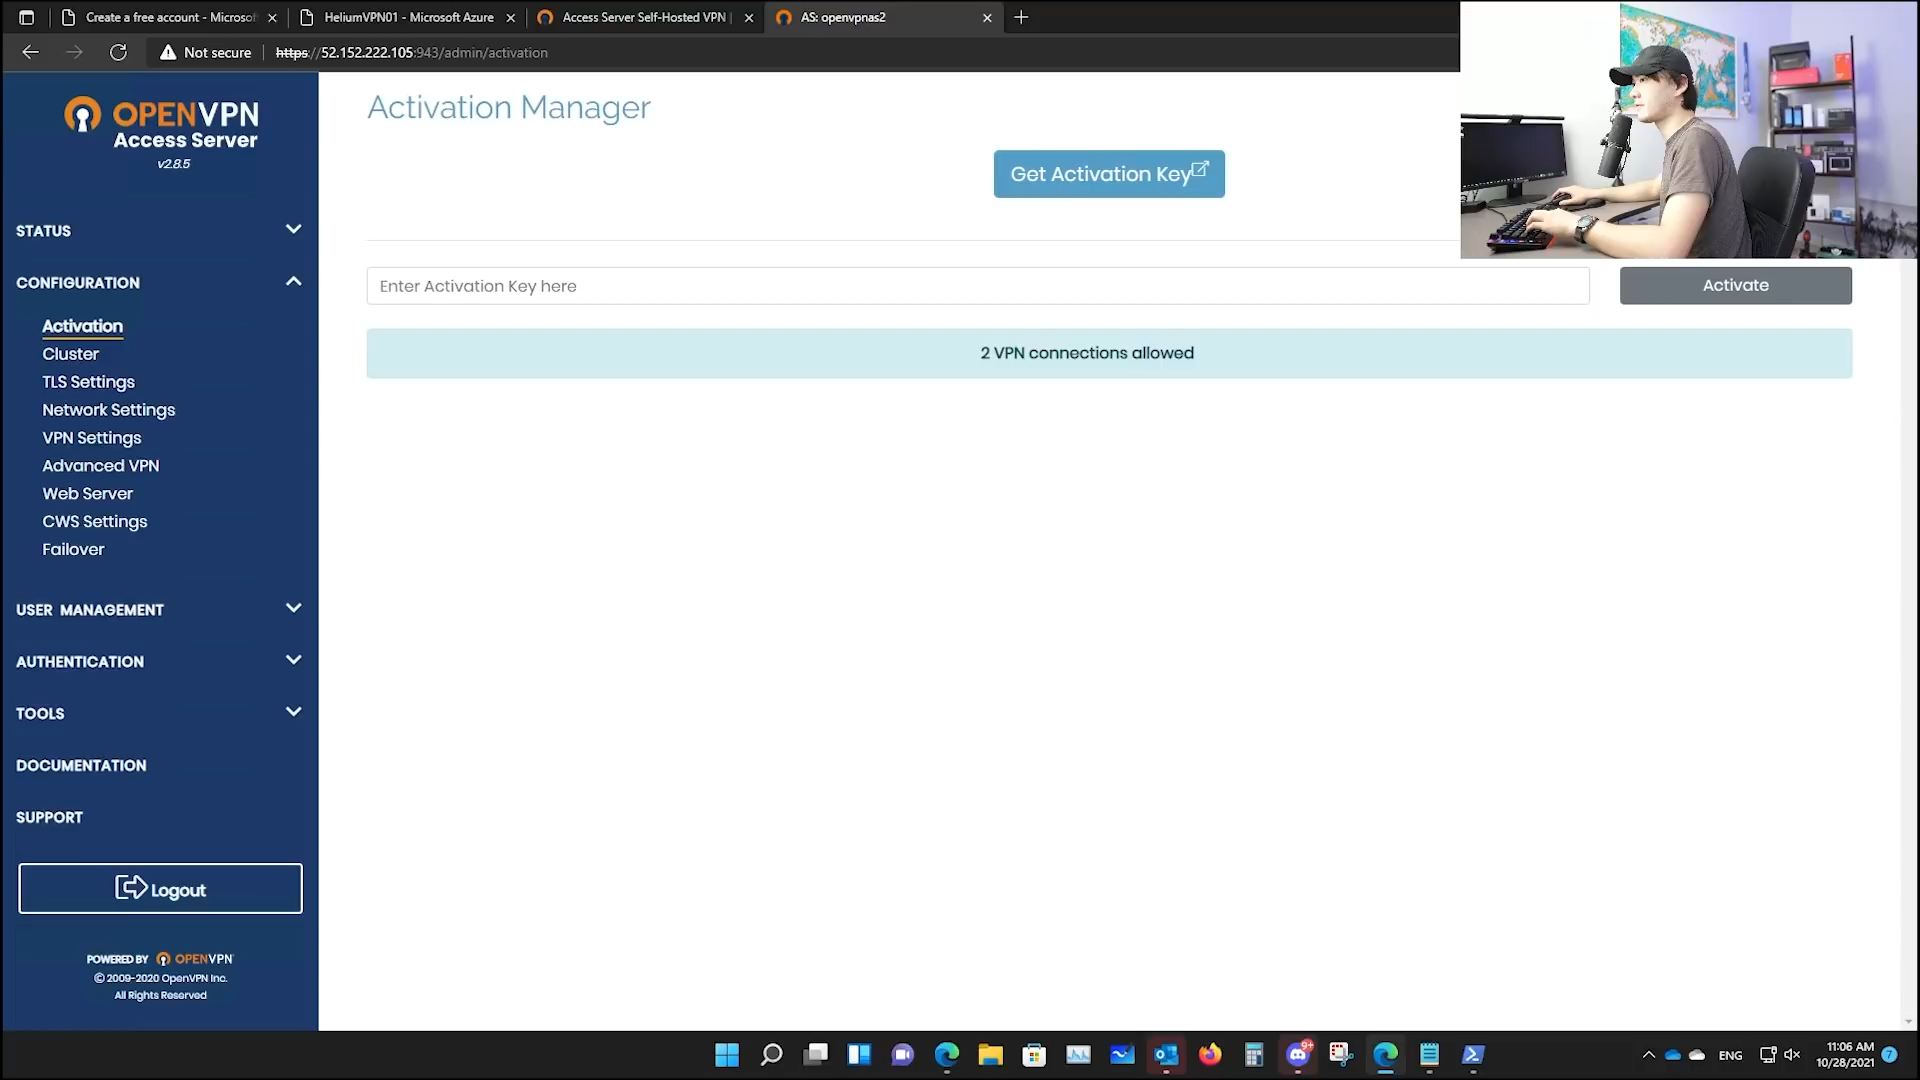 Create a free account - Microsof
HeliumVPN01 - Microsoft Azure
Access Server Self-Hosted VPN |
AS: openvpnas2
Not secure
https://52.152.222.105:943/admin/activation
OPENVPN
Access Server
v2.8.5
STATUS
CONFIGURATION
Activation
Cluster
TLS Settings
Network Settings
VPN Settings
Advanced VPN
Web Server
CWS Settings
Failover
USER MANAGEMENT
AUTHENTICATION
TOOLS
DOCUMENTATION
SUPPORT
Logout
POWERED BY OPENVPN
© 2009-2020 OpenVPN Inc.
All Rights Reserved
Activation Manager
Get Activation Key
Enter Activation Key here
Activate
2 VPN connections allowed
9+
ENG
11:06 AM
10/28/2021
7